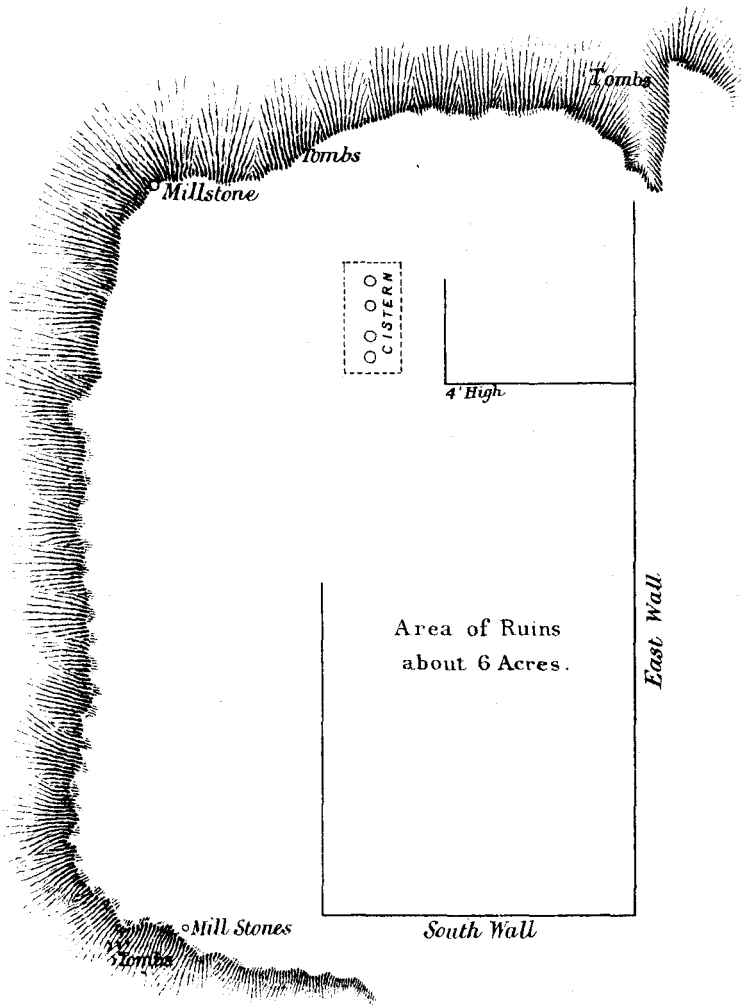 Tombs
Tombs
Millstone
CISTERN
4' High
Area of Ruins
about 6 Acres.
East Wall
Mill Stones
South Wall
Tombs